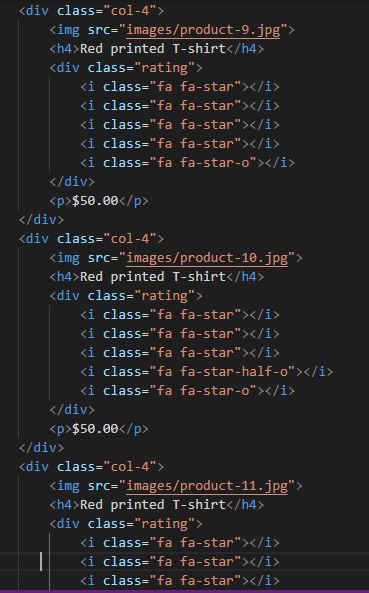 <div class="col-4">
<img src="images/product-9.jpg">
<h4>Red printed T-shirt</h4>
<div class="rating">
<i class="fa fa-star"></i>
<i class="fa fa-star"></i>
<i class="fa fa-star"></i>
<i class="fa fa-star"></i>
<i class="fa fa-star-o"></i>
</div>
<p>$50.00</p>
</div>
<div class="col-4">
<img src="images/product-10.jpg">
<h4>Red printed T-shirt</h4>
<div class="rating">
<i class="fa fa-star"></i>
<i class="fa fa-star"></i>
<i class="fa fa-star"></i>
<i class="fa fa-star-half-o"></i>
<i class="fa fa-star-o"></i>
</div>
<p>$50.00</p>
</div>
<div class="col-4">
<img src="images/product-11.jpg">
<h4>Red printed T-shirt</h4>
<div class="rating">
<i class="fa fa-star"></i>
<i class="fa fa-star"></i>
<i class="fa fa-star"></i>